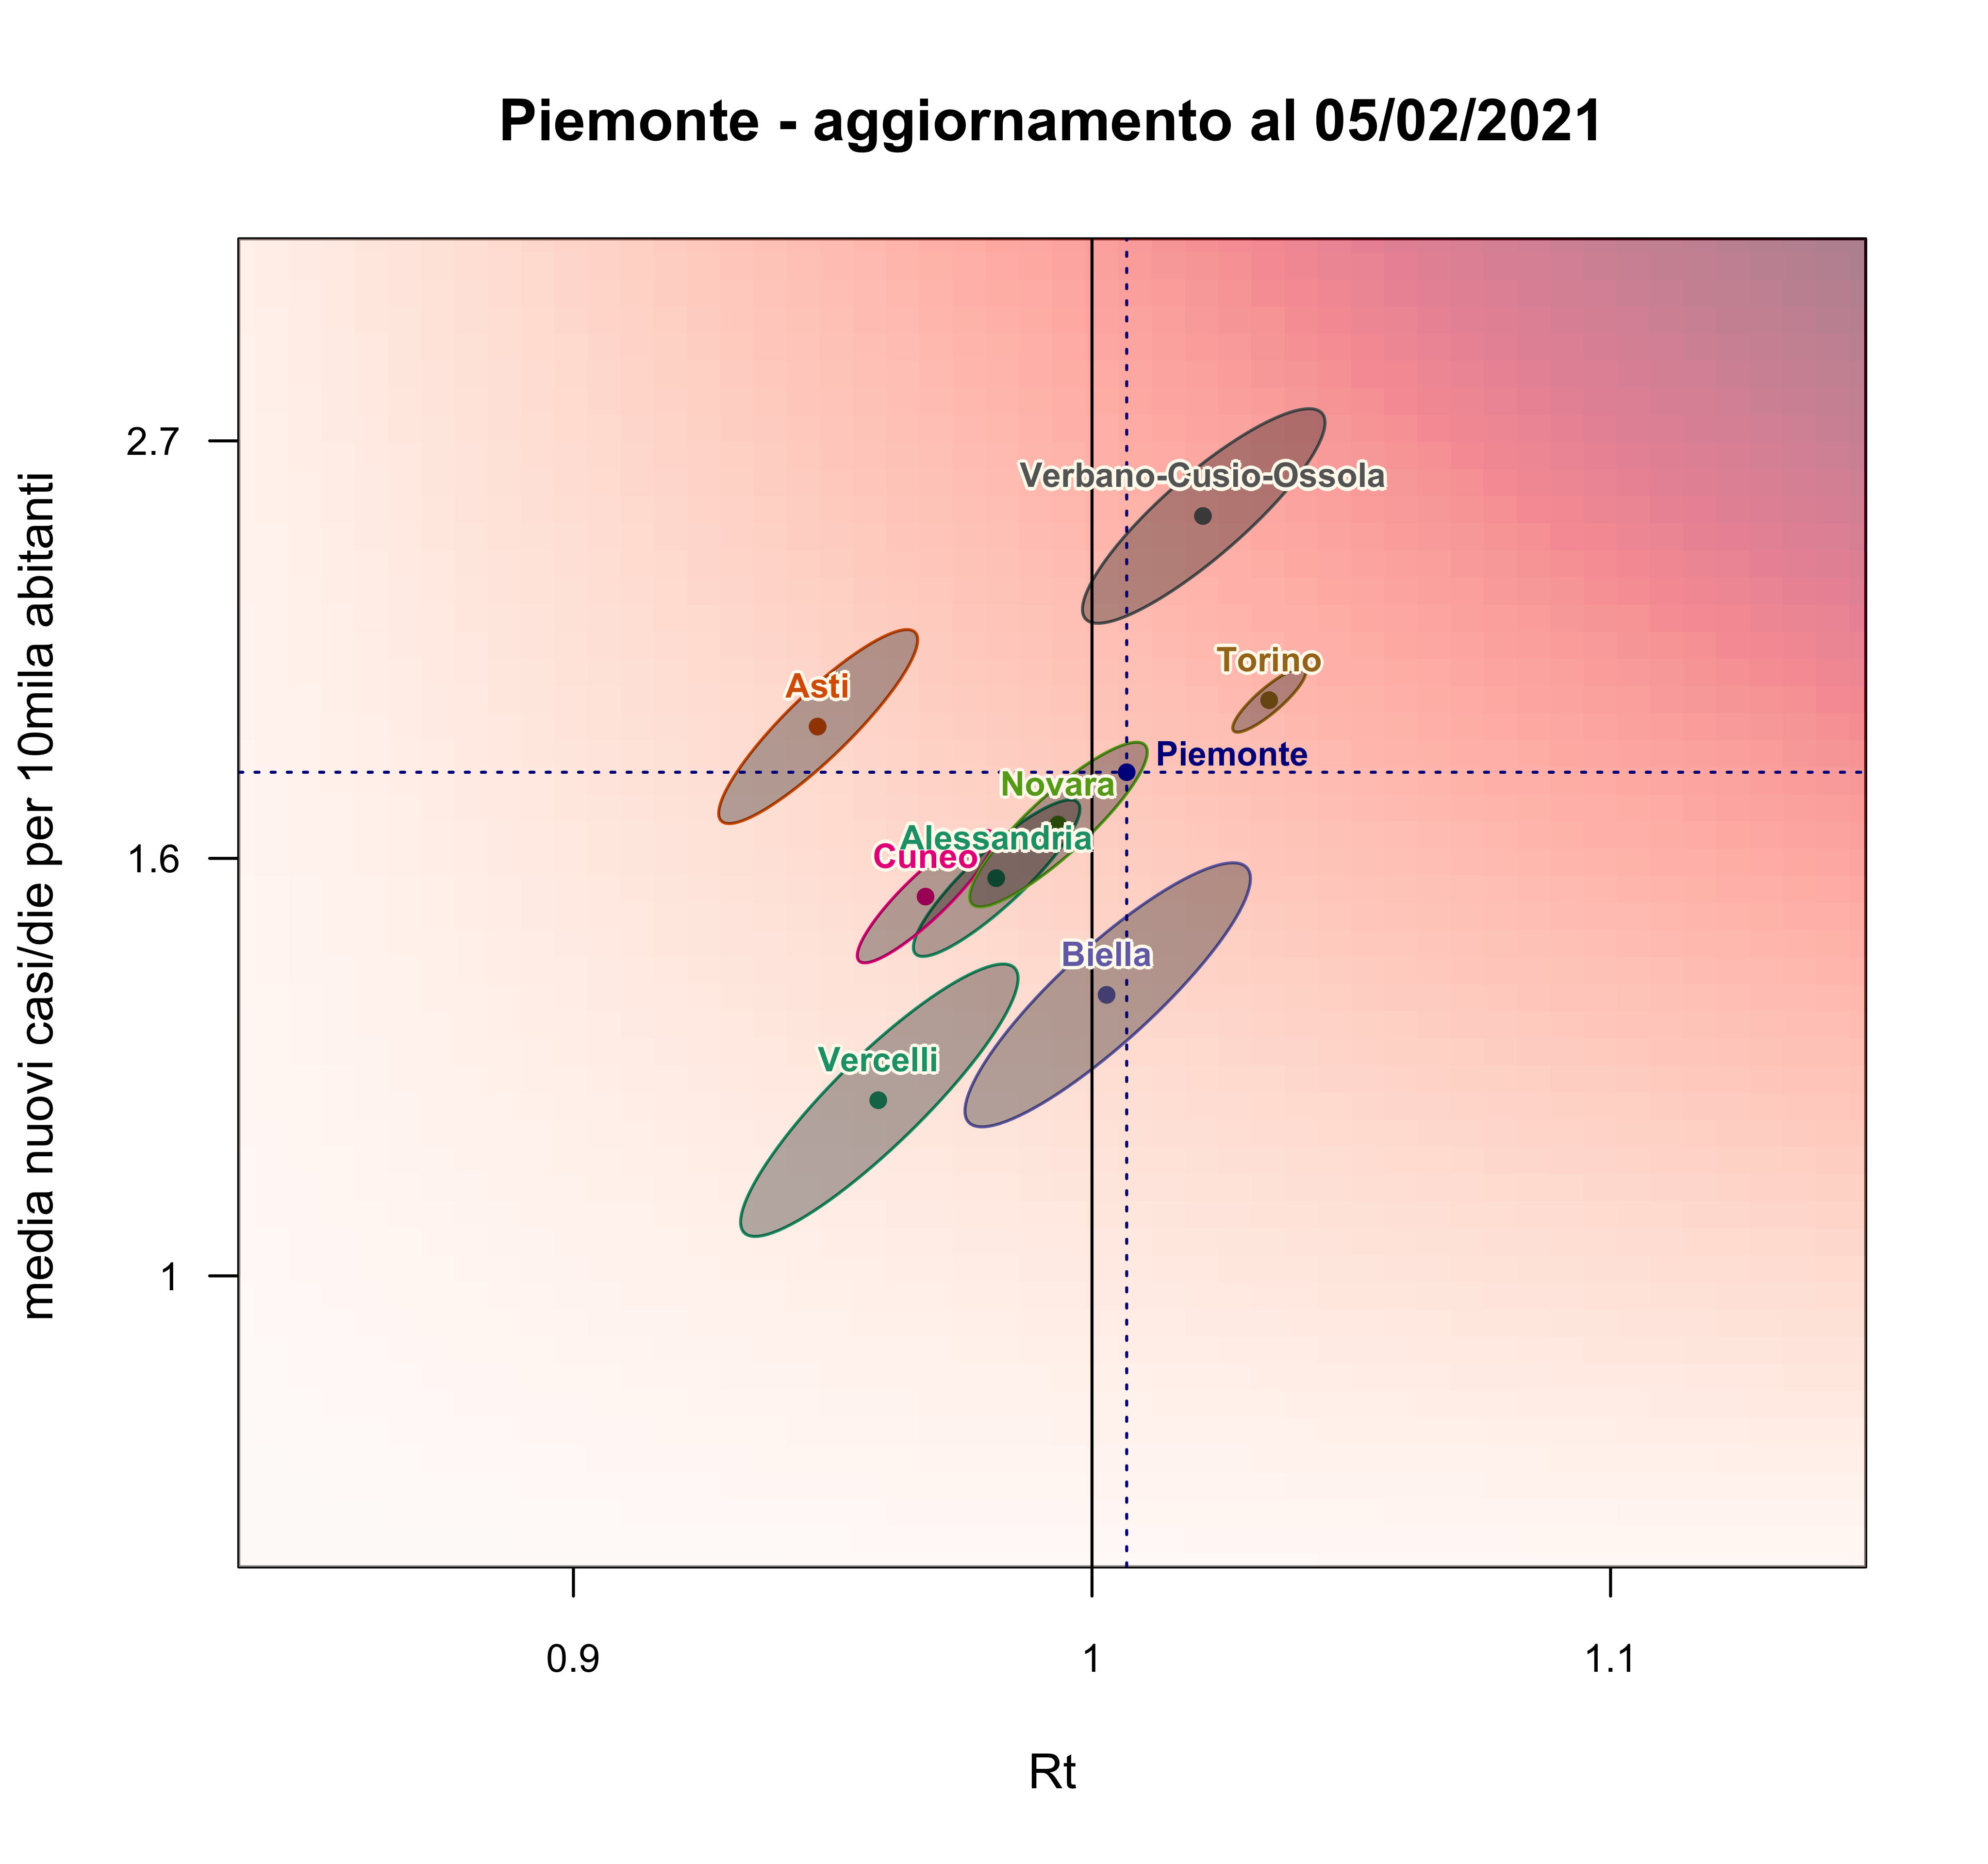 Piemonte - aggiornamento al 05/02/2021
media nuovi casi/die per 10mila abitanti
2.7
1.6
1
Verbano-Cusio-Ossola
Torino
Asti
Piemonte
Novara
Alessandria
Cuneo
Biella
Vercelli
0.9
1
1.1
Rt